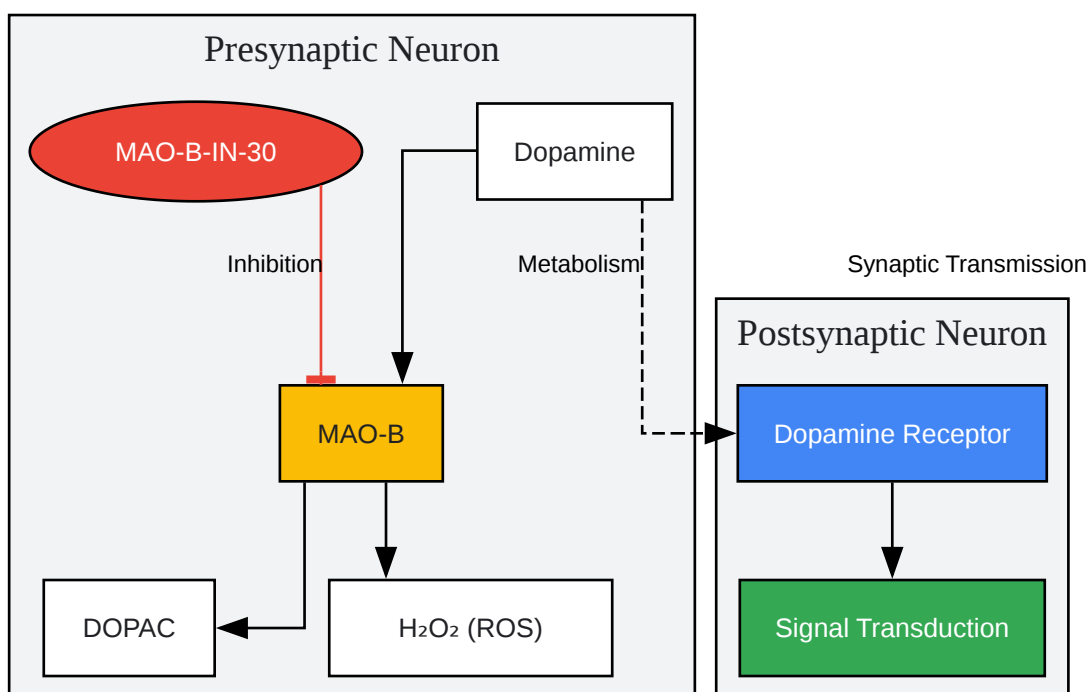 Presynaptic Neuron
MAO-B-IN-30
Dopamine
Inhibition
Metabolism
Synaptic Transmission
Postsynaptic Neuron
MAO-B
Dopamine Receptor
DOPAC
H₂O₂ (ROS)
Signal Transduction